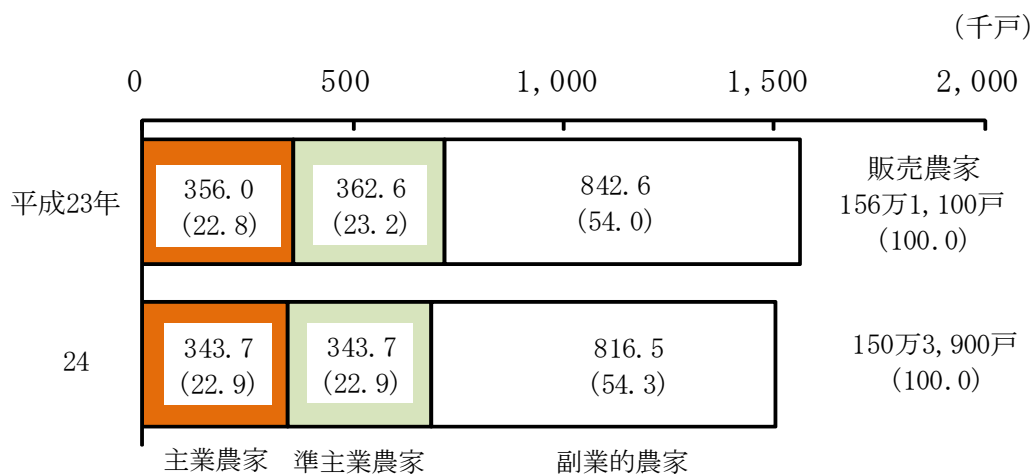 (千戸)
0 500 1,000 1,500 2,000
平成23年
356.0
(22.8)
362.6
(23.2)
842.6
(54.0)
販売農家
156万1,100戸
(100.0)
24
343.7
(22.9)
343.7
(22.9)
816.5
(54.3)
150万3,900戸
(100.0)
主業農家 準主業農家 副業的農家